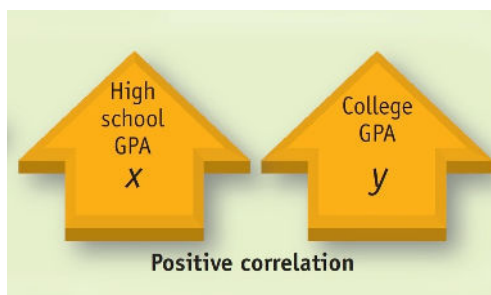 High
school
GPA
x
College
GPA
y
Positive correlation